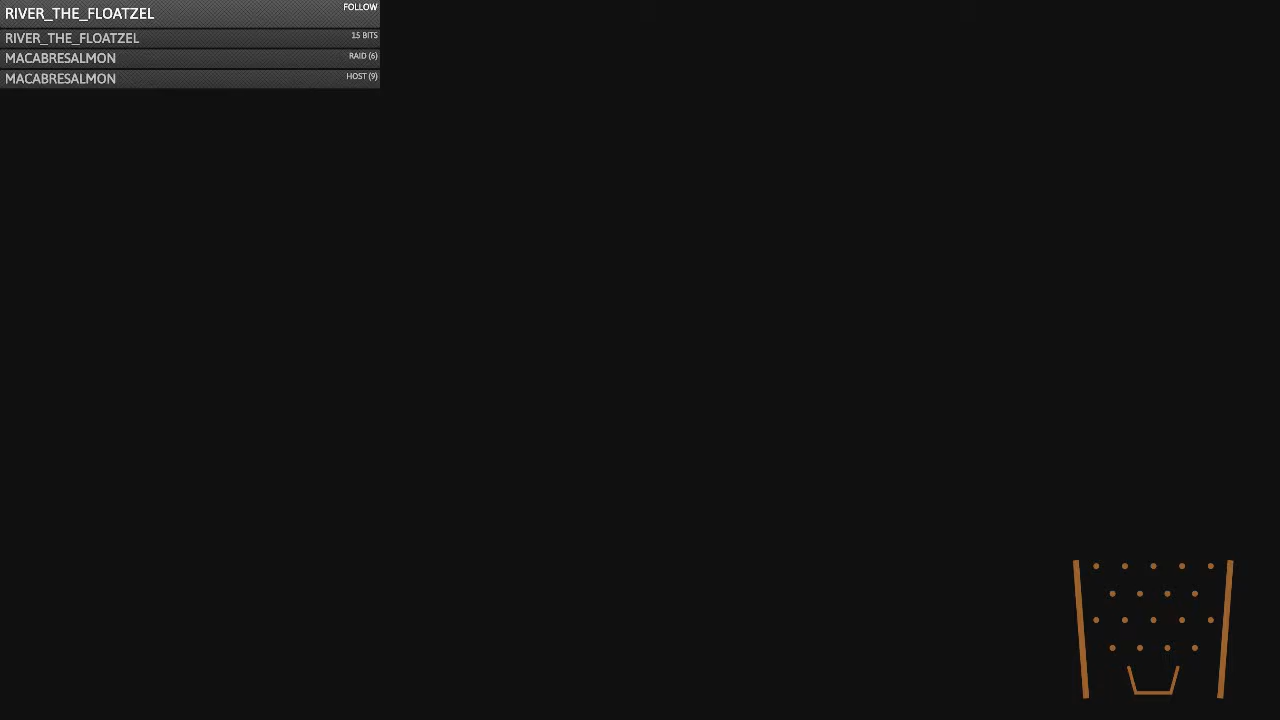 RIVER_THE_FLOATZEL FOLLOW
RIVER_THE_FLOATZEL 15 BITS
MACABRESALMON RAID (6)
MACABRESALMON HOST (9)